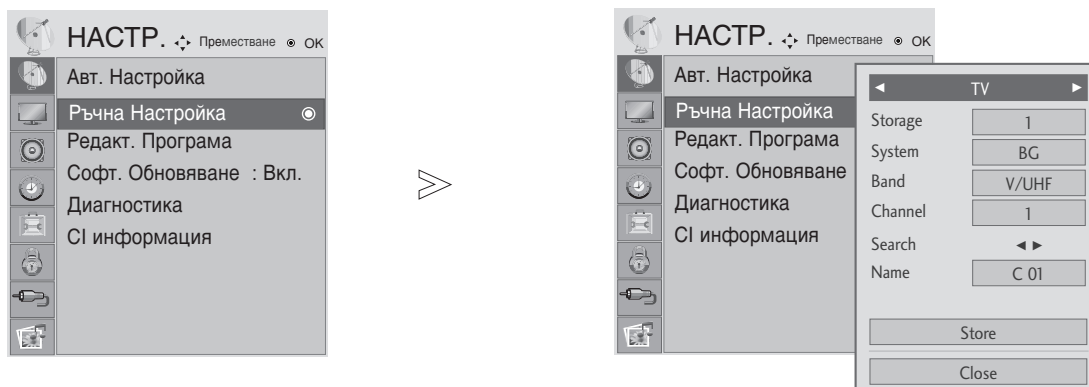 НАСТР. Преместване OK
Авт. Настройка
Ръчна Настройка
Редакт. Програма
Софт. Обновяване : Вкл.
Диагностика
CI информация
НАСТР. Преместване OK
Авт. Настройка
Ръчна Настройка
Редакт. Програма
Софт. Обновяване
Диагностика
CI информация
◄ TV ►
Storage 1
System BG
Band V/UHF
Channel 1
Search ◄ ►
Name C 01
Store
Close